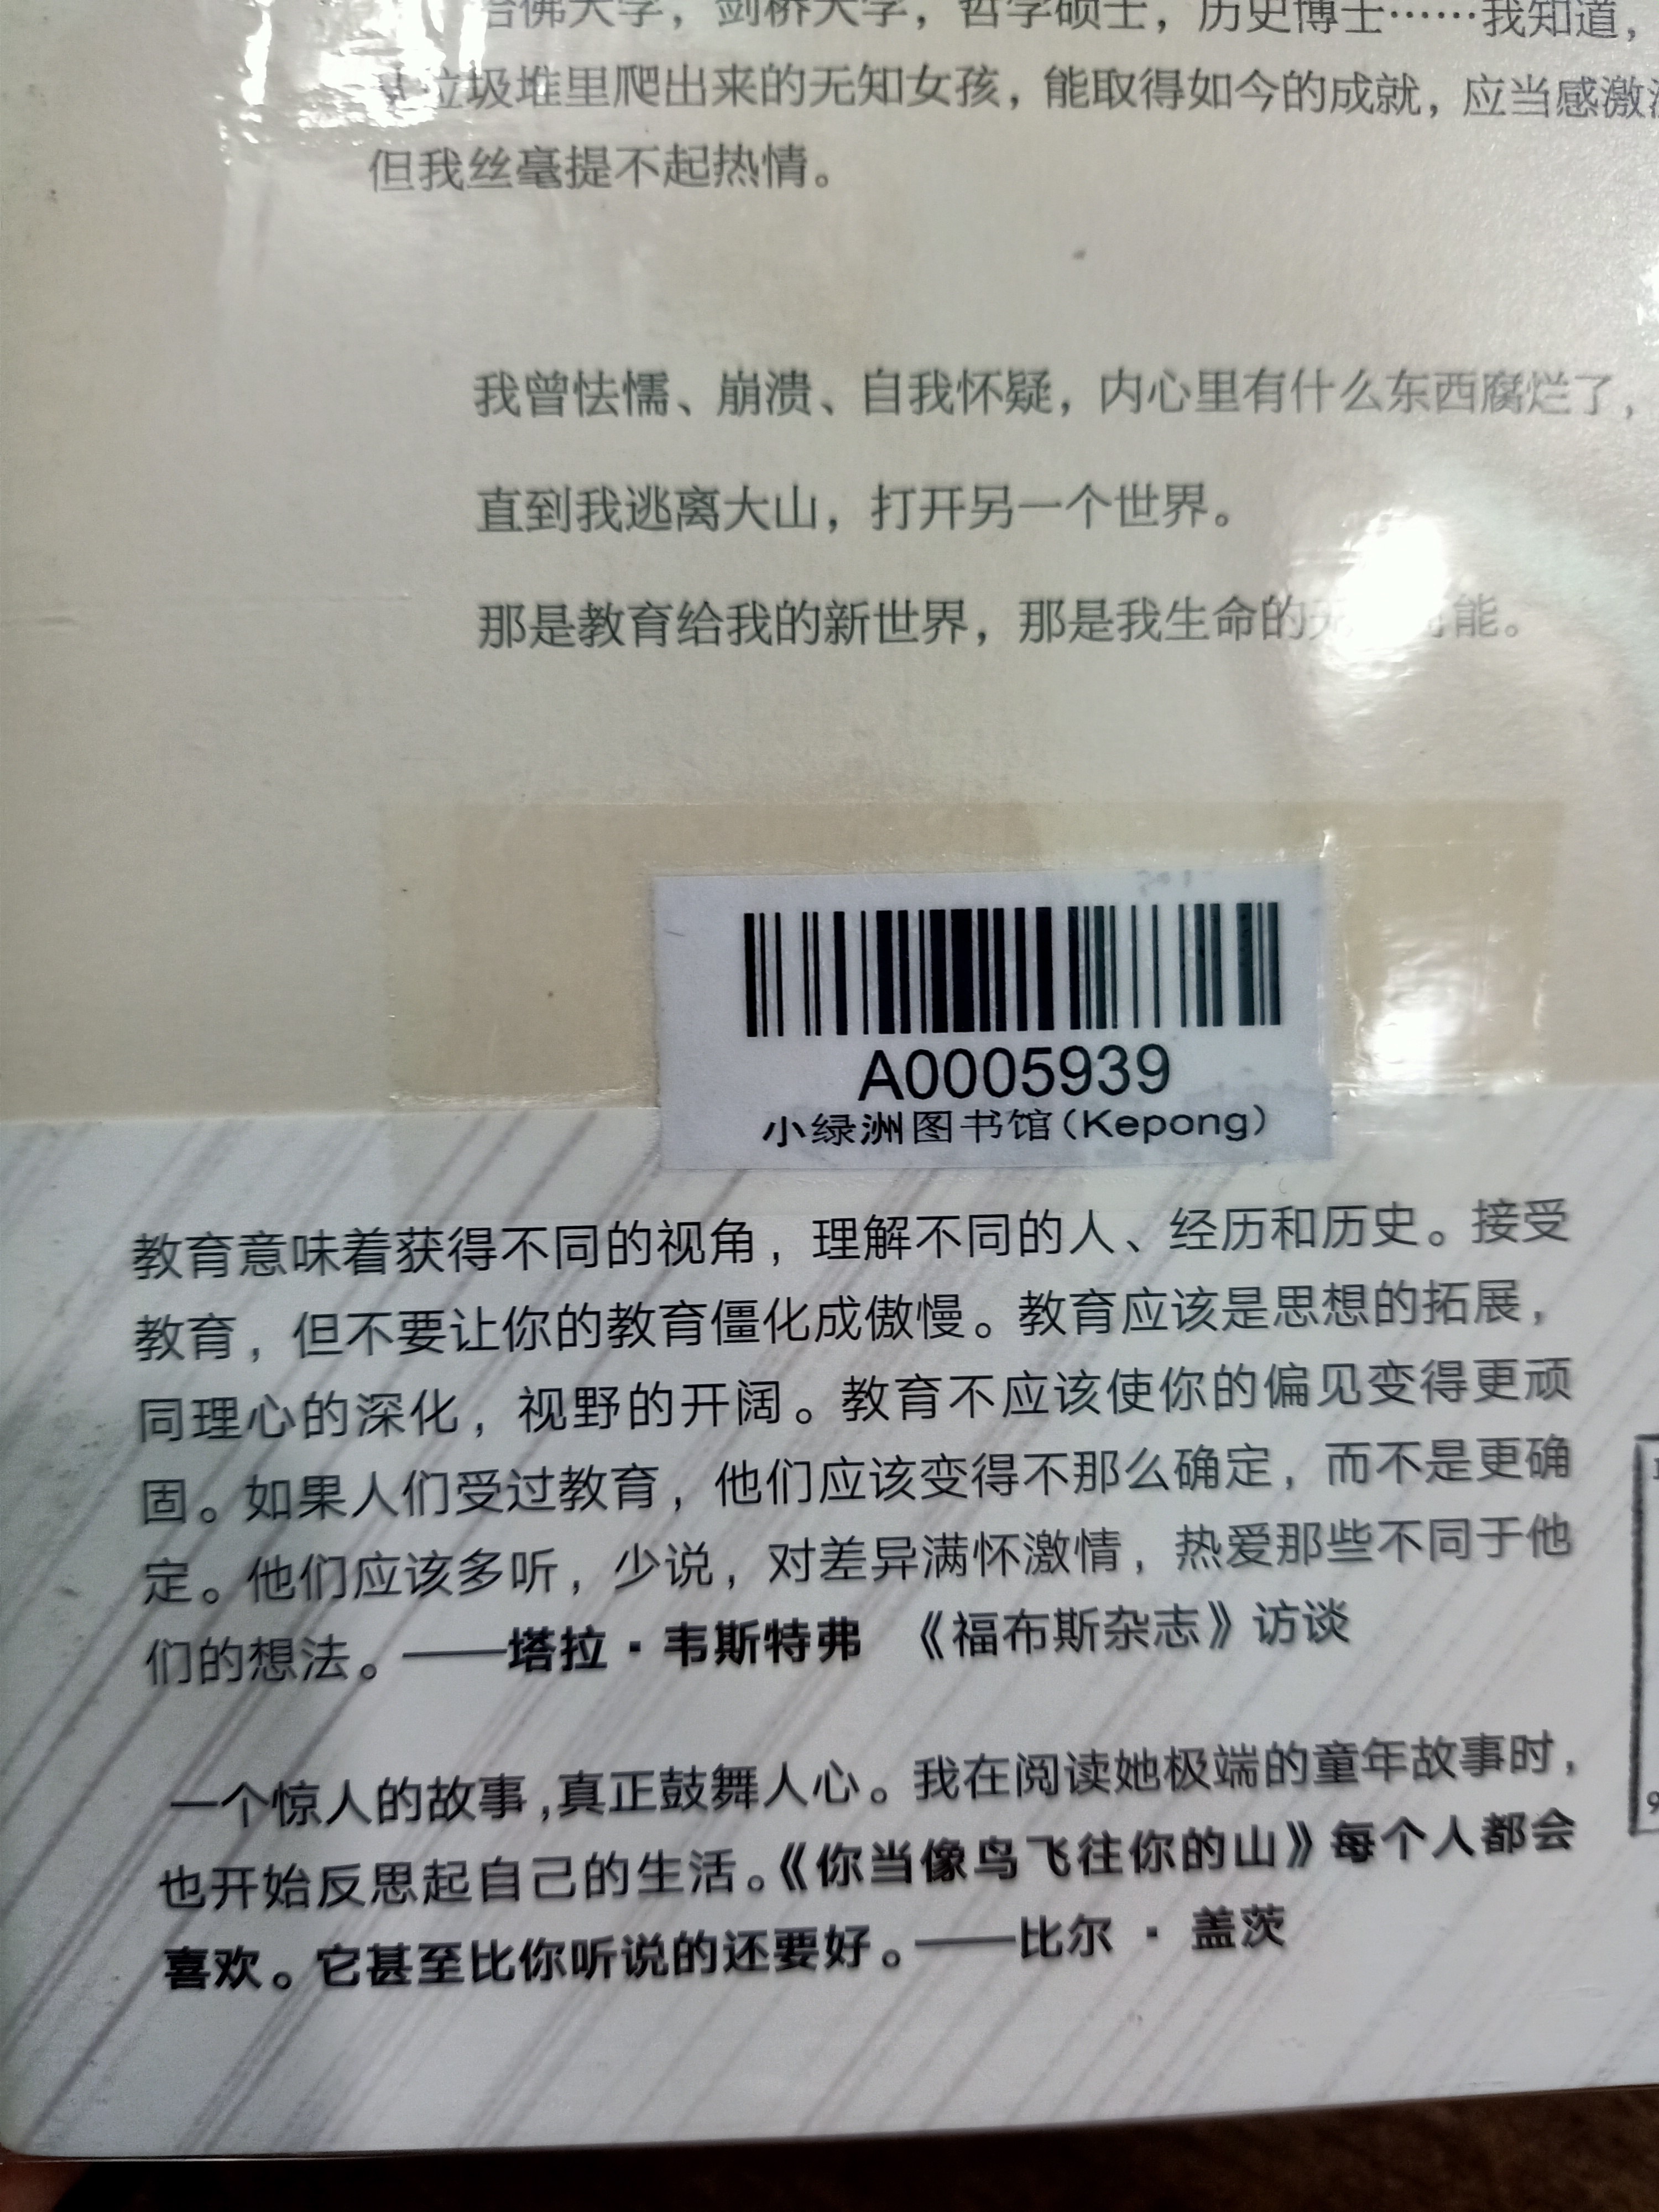 哈佛大学，剑桥大学，哲学硕士，历史博士……我知道，
从垃圾堆里爬出来的无知女孩，能取得如今的成就，应当感激
但我丝毫提不起热情。
我曾怯懦、崩溃、自我怀疑，内心里有什么东西腐烂了，
直到我逃离大山，打开另一个世界。
那是教育给我的新世界，那是我生命的无 可能。
A0005939
小绿洲图书馆(Kepong)
教育意味着获得不同的视角，理解不同的人、经历和历史。接受
教育，但不要让你的教育僵化成傲慢。教育应该是思想的拓展，
同理心的深化，视野的开阔。教育不应该使你的偏见变得更顽
固。如果人们受过教育，他们应该变得不那么确定，而不是更确
定。他们应该多听，少说，对差异满怀激情，热爱那些不同于他
们的想法。——塔拉·韦斯特弗 《福布斯杂志》访谈
一个惊人的故事,真正鼓舞人心。我在阅读她极端的童年故事时，
也开始反思起自己的生活。《你当像鸟飞往你的山》每个人都会
喜欢。它甚至比你听说的还要好。——比尔·盖茨